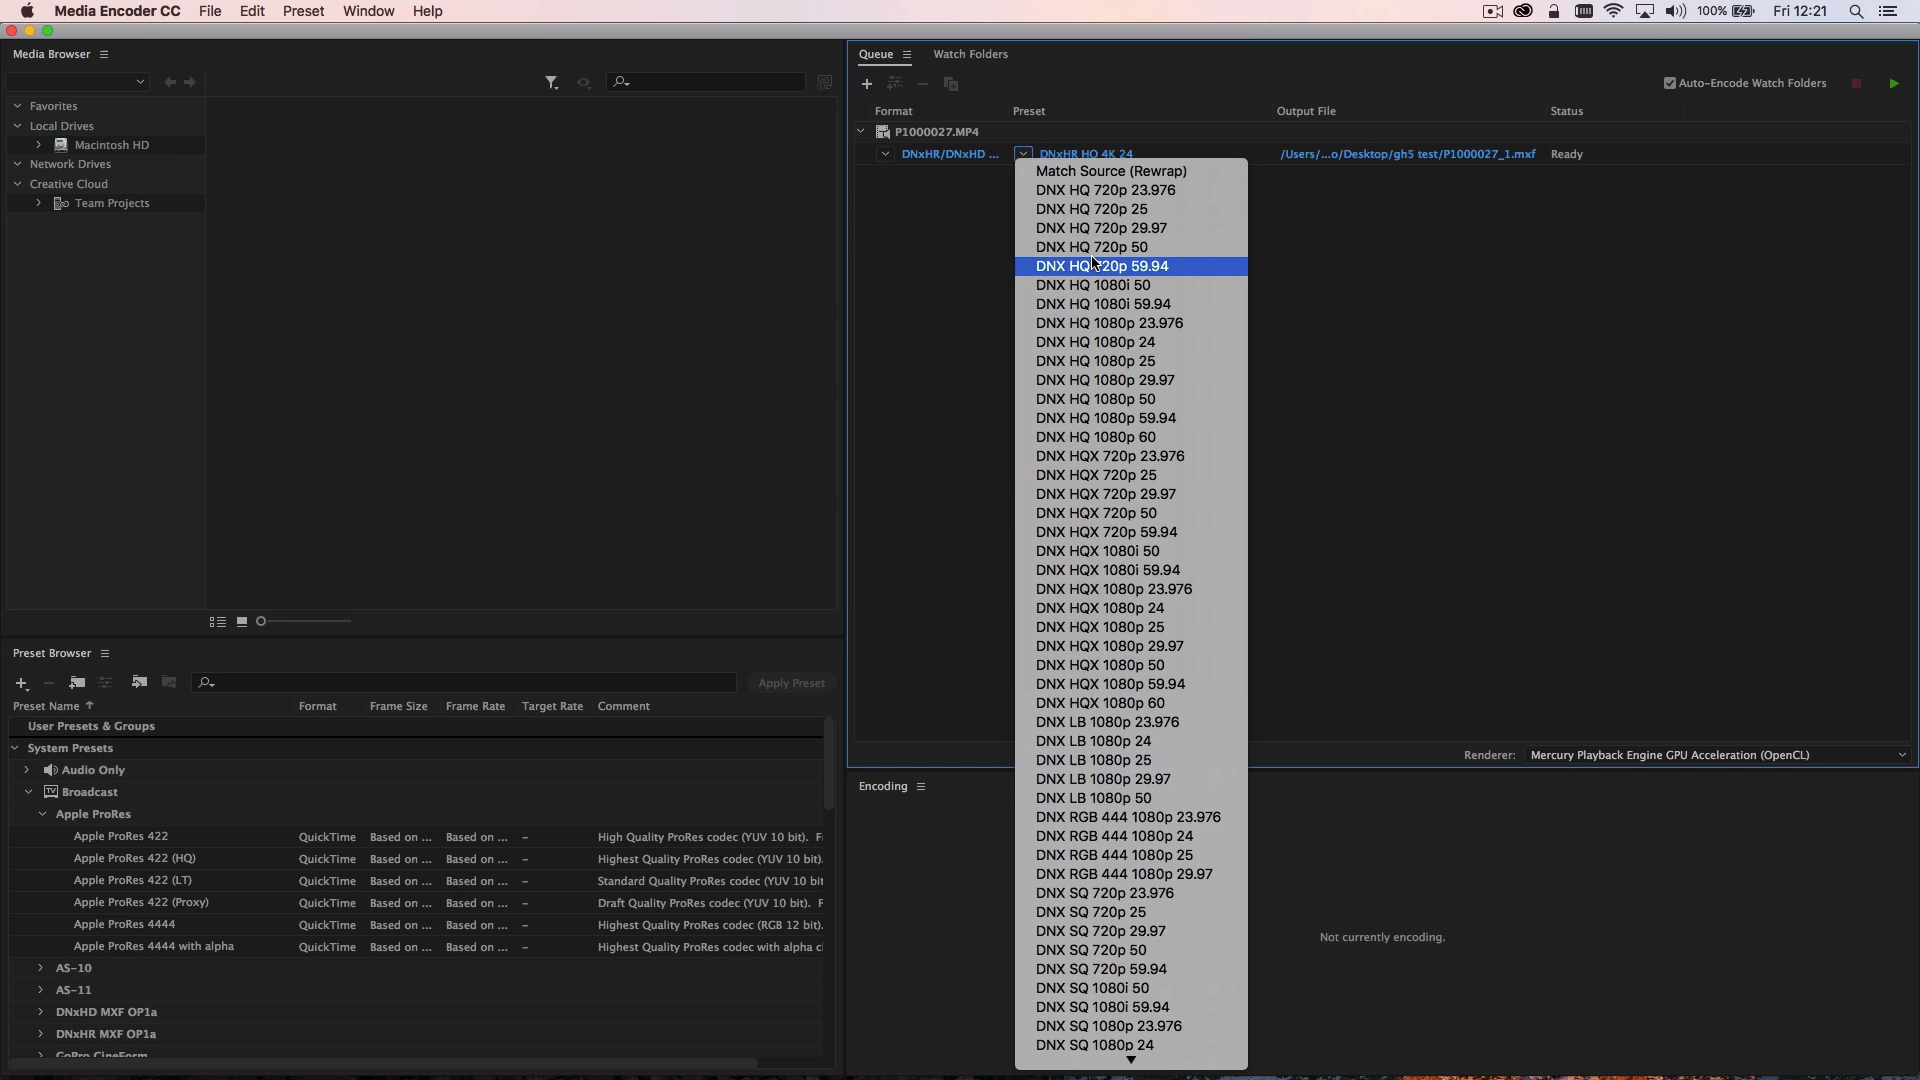 Media Encoder CC File Edit Preset Window Help 100% Fri 12:21
Media Browser
Queue Watch Folders
Auto-Encode Watch Folders
Favorites
Local Drives
Macintosh HD
Network Drives
Creative Cloud
Team Projects
Format Preset Output File Status
P1000027.MP4
DNxHR/DNxHD ... DNxHR HQ 4K 24 /Users/...o/Desktop/gh5 test/P1000027_1.mxf Ready
Match Source (Rewrap)
DNX HQ 720p 23.976
DNX HQ 720p 25
DNX HQ 720p 29.97
DNX HQ 720p 50
DNX HQ 720p 59.94
DNX HQ 1080i 50
DNX HQ 1080i 59.94
DNX HQ 1080p 23.976
DNX HQ 1080p 24
DNX HQ 1080p 25
DNX HQ 1080p 29.97
DNX HQ 1080p 50
DNX HQ 1080p 59.94
DNX HQ 1080p 60
DNX HQX 720p 23.976
DNX HQX 720p 25
DNX HQX 720p 29.97
DNX HQX 720p 50
DNX HQX 720p 59.94
DNX HQX 1080i 50
DNX HQX 1080i 59.94
DNX HQX 1080p 23.976
DNX HQX 1080p 24
DNX HQX 1080p 25
DNX HQX 1080p 29.97
DNX HQX 1080p 50
DNX HQX 1080p 59.94
DNX HQX 1080p 60
DNX LB 1080p 23.976
DNX LB 1080p 24
DNX LB 1080p 25
DNX LB 1080p 29.97
DNX LB 1080p 50
DNX RGB 444 1080p 23.976
DNX RGB 444 1080p 24
DNX RGB 444 1080p 25
DNX RGB 444 1080p 29.97
DNX SQ 720p 23.976
DNX SQ 720p 25
DNX SQ 720p 29.97
DNX SQ 720p 50
DNX SQ 720p 59.94
DNX SQ 1080i 50
DNX SQ 1080i 59.94
DNX SQ 1080p 23.976
DNX SQ 1080p 24
Renderer: Mercury Playback Engine GPU Acceleration (OpenCL)
Encoding
Not currently encoding.
Preset Browser
Apply Preset
Preset Name Format Frame Size Frame Rate Target Rate Comment
User Presets & Groups
System Presets
Audio Only
TV Broadcast
Apple ProRes
Apple ProRes 422 QuickTime Based on ... Based on ... – High Quality ProRes codec (YUV 10 bit). F
Apple ProRes 422 (HQ) QuickTime Based on ... Based on ... – Highest Quality ProRes codec (YUV 10 bit).
Apple ProRes 422 (LT) QuickTime Based on ... Based on ... – Standard Quality ProRes codec (YUV 10 bit
Apple ProRes 422 (Proxy) QuickTime Based on ... Based on ... – Draft Quality ProRes codec (YUV 10 bit). F
Apple ProRes 4444 QuickTime Based on ... Based on ... – Highest Quality ProRes codec (RGB 12 bit).
Apple ProRes 4444 with alpha QuickTime Based on ... Based on ... – Highest Quality ProRes codec with alpha c
AS-10
AS-11
DNxHD MXF OP1a
DNxHR MXF OP1a
GoPro CineForm